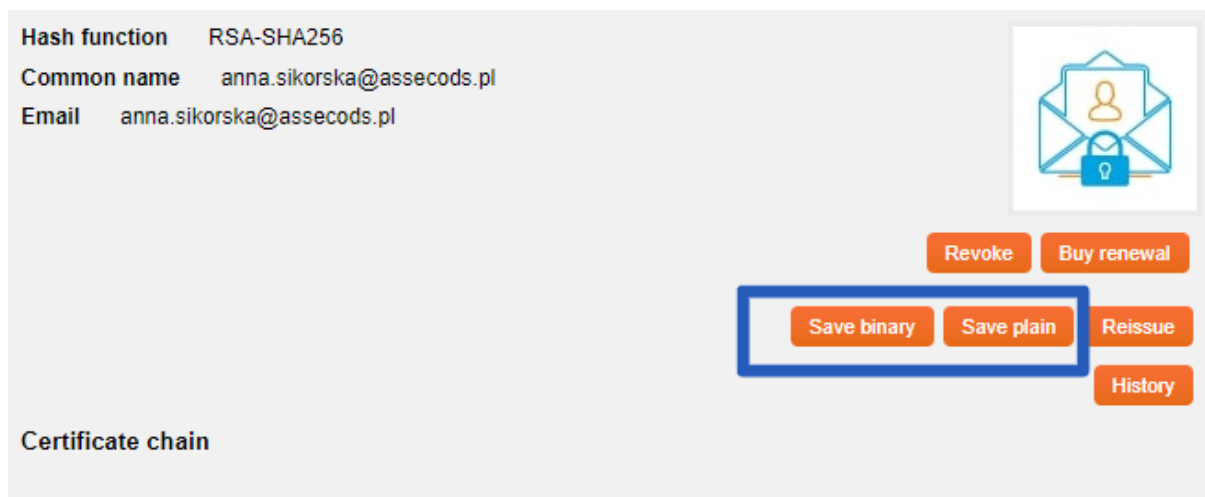 Hash function RSA-SHA256
Common name anna.sikorska@assecods.pl
Email anna.sikorska@assecods.pl
Revoke Buy renewal
Save binary Save plain Reissue
History
Certificate chain